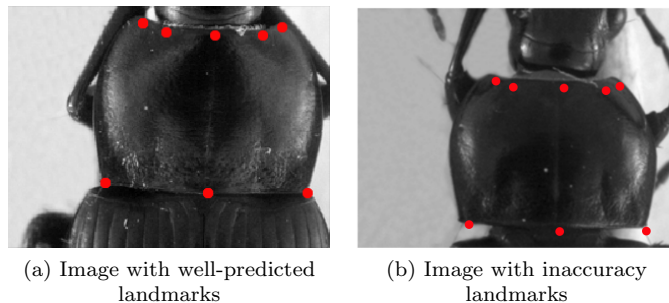 (a) Image with well-predicted
landmarks
(b) Image with inaccuracy
landmarks